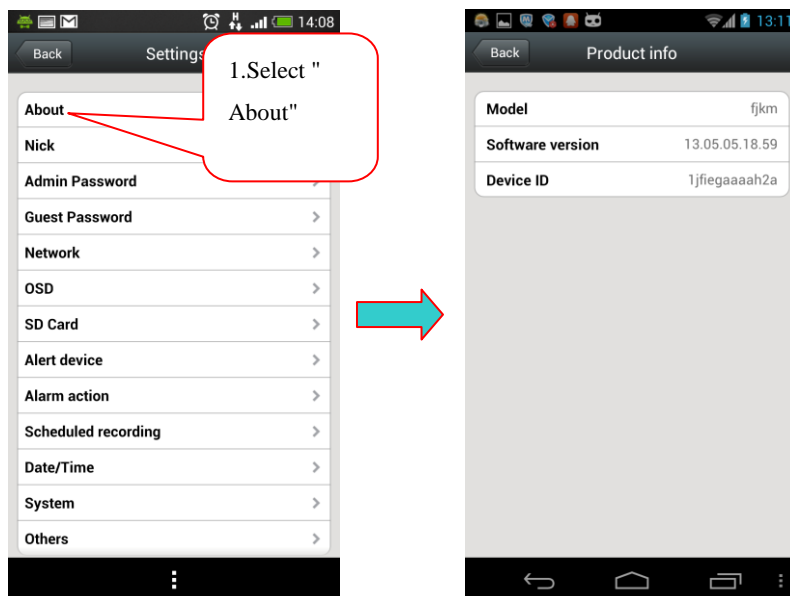 14:08
Back
Settings
1.Select "
About"
About
Nick
Admin Password
Guest Password
Network
OSD
SD Card
Alert device
Alarm action
Scheduled recording
Date/Time
System
Others
13:11
Back
Product info
Model
fjkm
Software version
13.05.05.18.59
Device ID
1jfiegaaaah2a